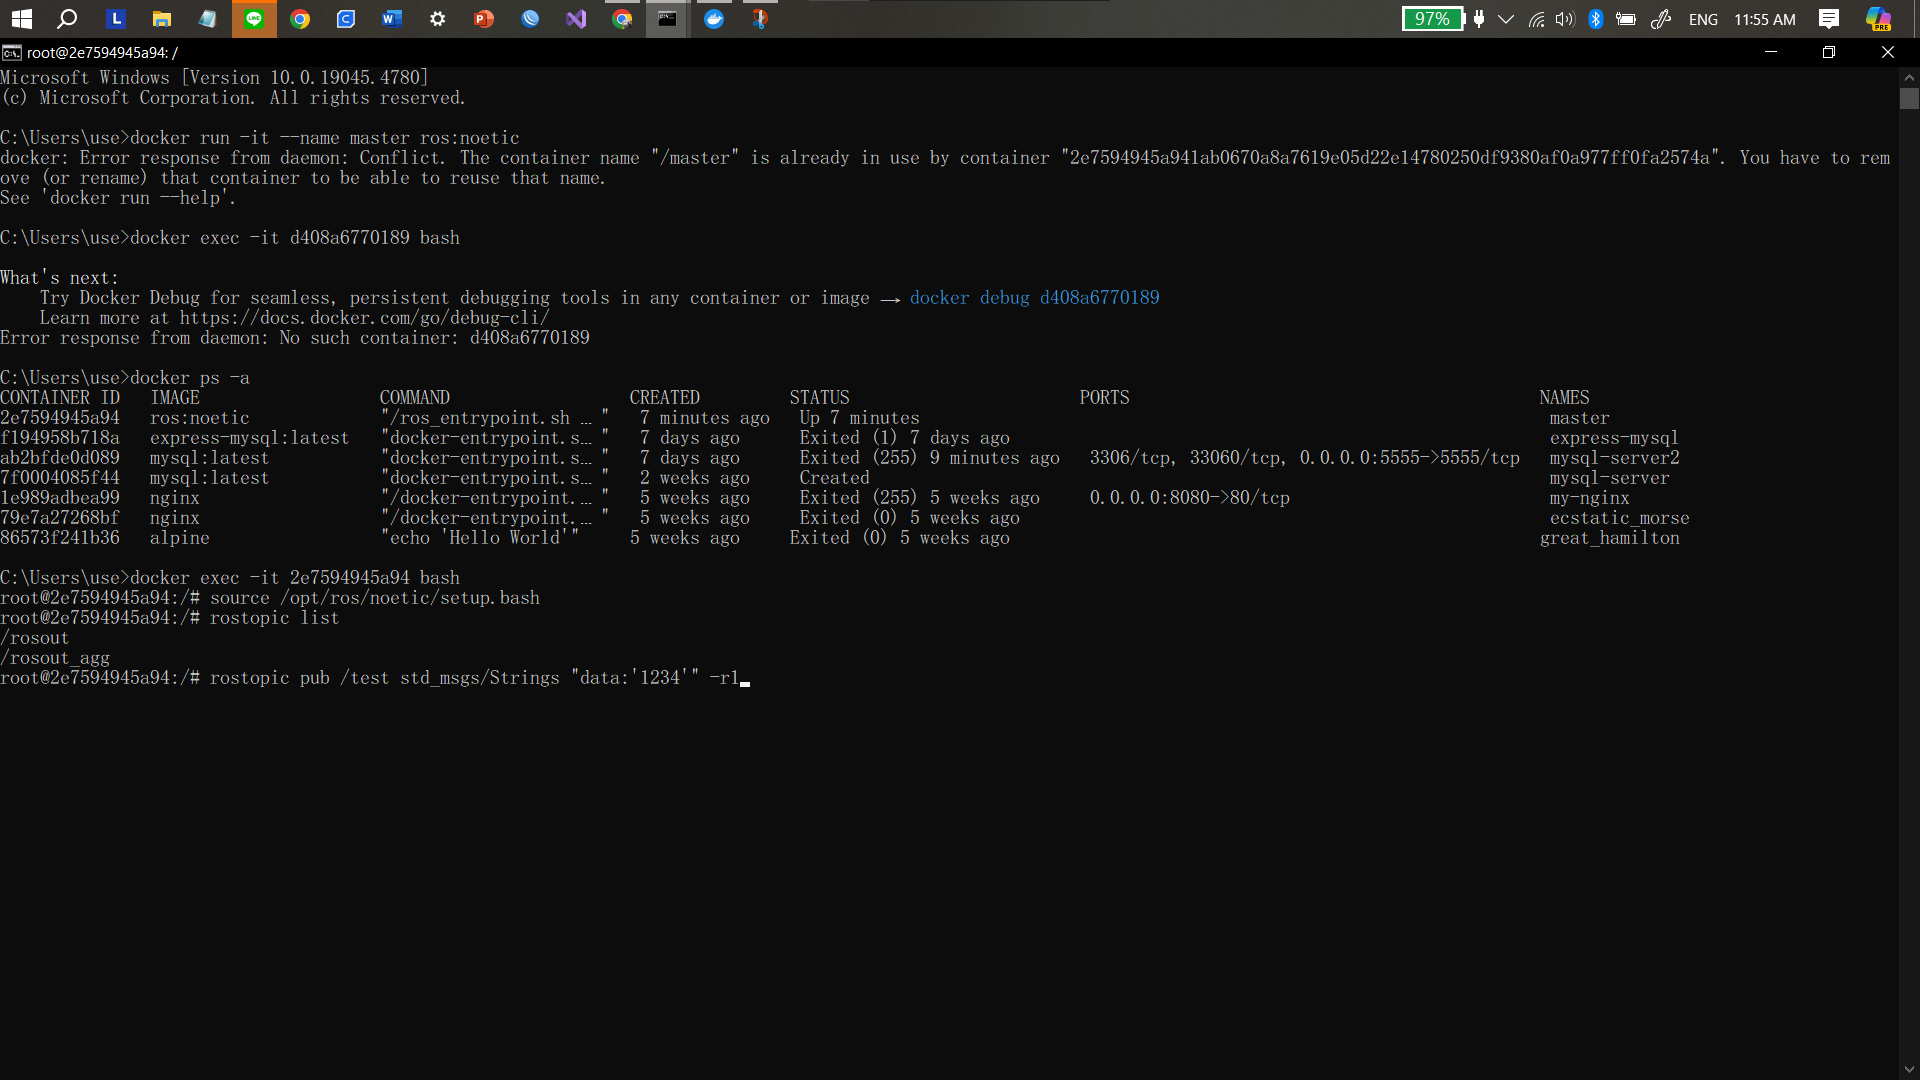 97%
ENG
11:55 AM
root@2e7594945a94: /
Microsoft Windows [Version 10.0.19045.4780]
(c) Microsoft Corporation. All rights reserved.
C:\Users\use>docker run -it --name master ros:noetic
docker: Error response from daemon: Conflict. The container name "/master" is already in use by container "2e7594945a941ab0670a8a7619e05d22e14780250df9380af0a977ff0fa2574a". You have to rem
ove (or rename) that container to be able to reuse that name.
See 'docker run --help'.
C:\Users\use>docker exec -it d408a6770189 bash
What's next:
    Try Docker Debug for seamless, persistent debugging tools in any container or image → docker debug d408a6770189
    Learn more at https://docs.docker.com/go/debug-cli/
Error response from daemon: No such container: d408a6770189
C:\Users\use>docker ps -a
CONTAINER ID   IMAGE                  COMMAND                  CREATED         STATUS                       PORTS                                         NAMES
2e7594945a94   ros:noetic             "/ros_entrypoint.sh …"   7 minutes ago   Up 7 minutes                                                               master
f194958b718a   express-mysql:latest   "docker-entrypoint.s…"   7 days ago      Exited (1) 7 days ago                                                      express-mysql
ab2bfde0d089   mysql:latest           "docker-entrypoint.s…"   7 days ago      Exited (255) 9 minutes ago   3306/tcp, 33060/tcp, 0.0.0.0:5555->5555/tcp   mysql-server2
7f0004085f44   mysql:latest           "docker-entrypoint.s…"   2 weeks ago     Created                                                                    mysql-server
1e989adbea99   nginx                  "/docker-entrypoint.…"   5 weeks ago     Exited (255) 5 weeks ago     0.0.0.0:8080->80/tcp                          my-nginx
79e7a27268bf   nginx                  "/docker-entrypoint.…"   5 weeks ago     Exited (0) 5 weeks ago                                                     ecstatic_morse
86573f241b36   alpine                 "echo 'Hello World'"     5 weeks ago     Exited (0) 5 weeks ago                                                     great_hamilton
C:\Users\use>docker exec -it 2e7594945a94 bash
root@2e7594945a94:/# source /opt/ros/noetic/setup.bash
root@2e7594945a94:/# rostopic list
/rosout
/rosout_agg
root@2e7594945a94:/# rostopic pub /test std_msgs/Strings "data:'1234'" -r1